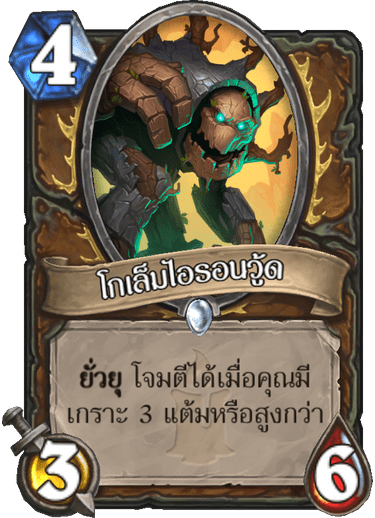 4
โกเล็มไอรอนวู้ด
ยั่วยุ โจมตีได้เมื่อคุณมี
เกราะ 3 แต้มหรือสูงกว่า
3
6